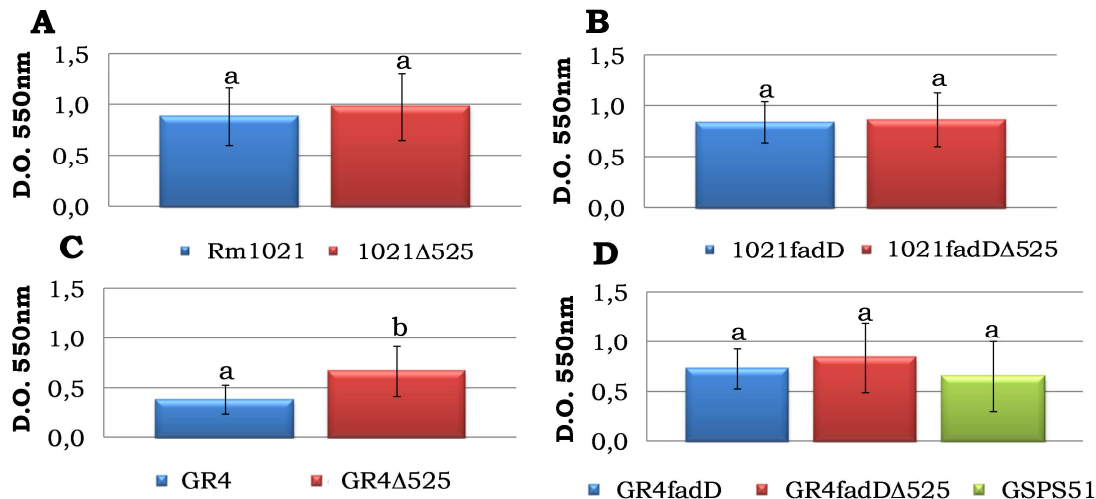 A
D.O. 550nm
1,5
1,0
0,5
0,0
a
a
Rm1021 1021Δ525
B
D.O. 550nm
1,5
1,0
0,5
0,0
a
a
1021fadD 1021fadDΔ525
C
D.O. 550nm
1,5
1,0
0,5
0,0
a
b
GR4 GR4Δ525
D
D.O. 550nm
1,5
1,0
0,5
0,0
a
a
a
GR4fadD GR4fadDΔ525 GSPS51